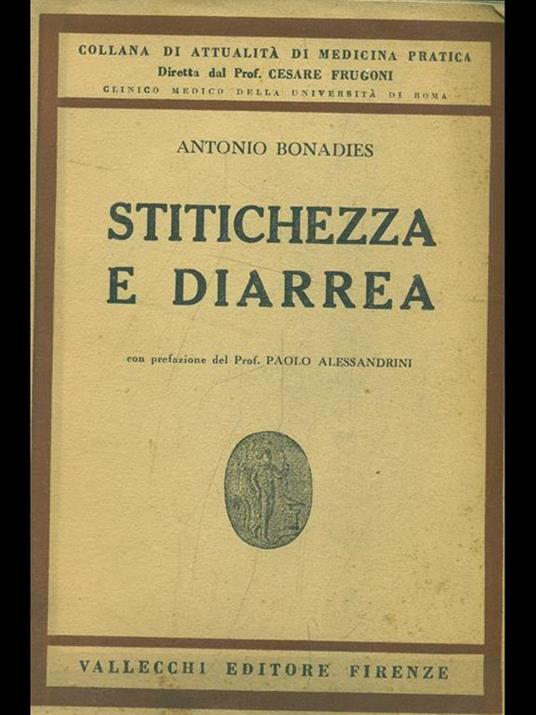 COLLANA DI ATTUALITÀ DI MEDICINA PRATICA
Diretta dal Prof. CESARE FRUGONI
CLINICO MEDICO DELLA UNIVERSITÀ DI ROMA
ANTONIO BONADIES
STITICHEZZA
E DIARREA
con prefazione del Prof. PAOLO ALESSANDRINI
VALLECCHI EDITORE FIRENZE